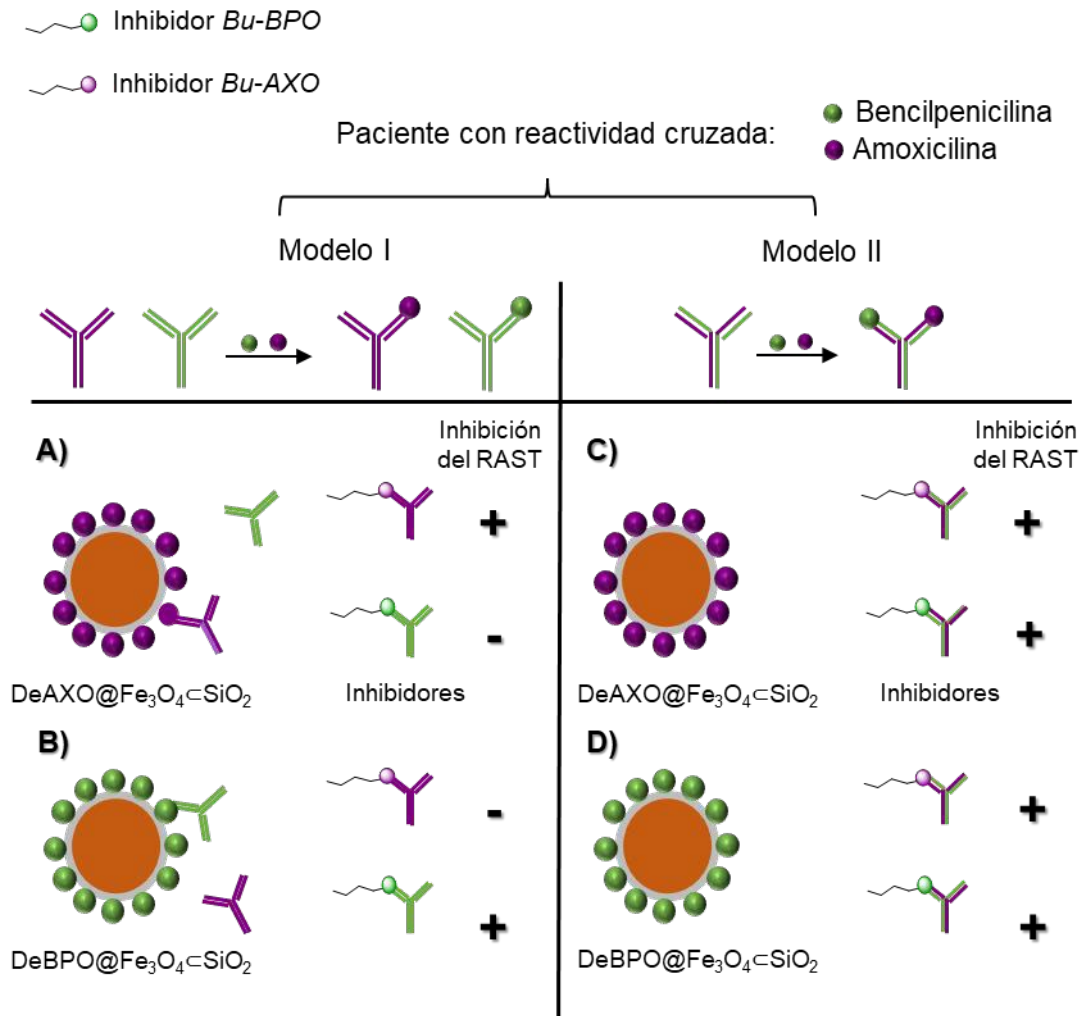 Inhibidor Bu-BPO
Inhibidor Bu-AXO
Paciente con reactividad cruzada:
Bencilpenicilina
Amoxicilina
Modelo I
Modelo II
A)
Inhibición
del RAST
+
-
DeAXO@Fe₃O₄⊂SiO₂
Inhibidores
C)
Inhibición
del RAST
+
+
DeAXO@Fe₃O₄⊂SiO₂
Inhibidores
B)
-
+
DeBPO@Fe₃O₄⊂SiO₂
D)
+
+
DeBPO@Fe₃O₄⊂SiO₂